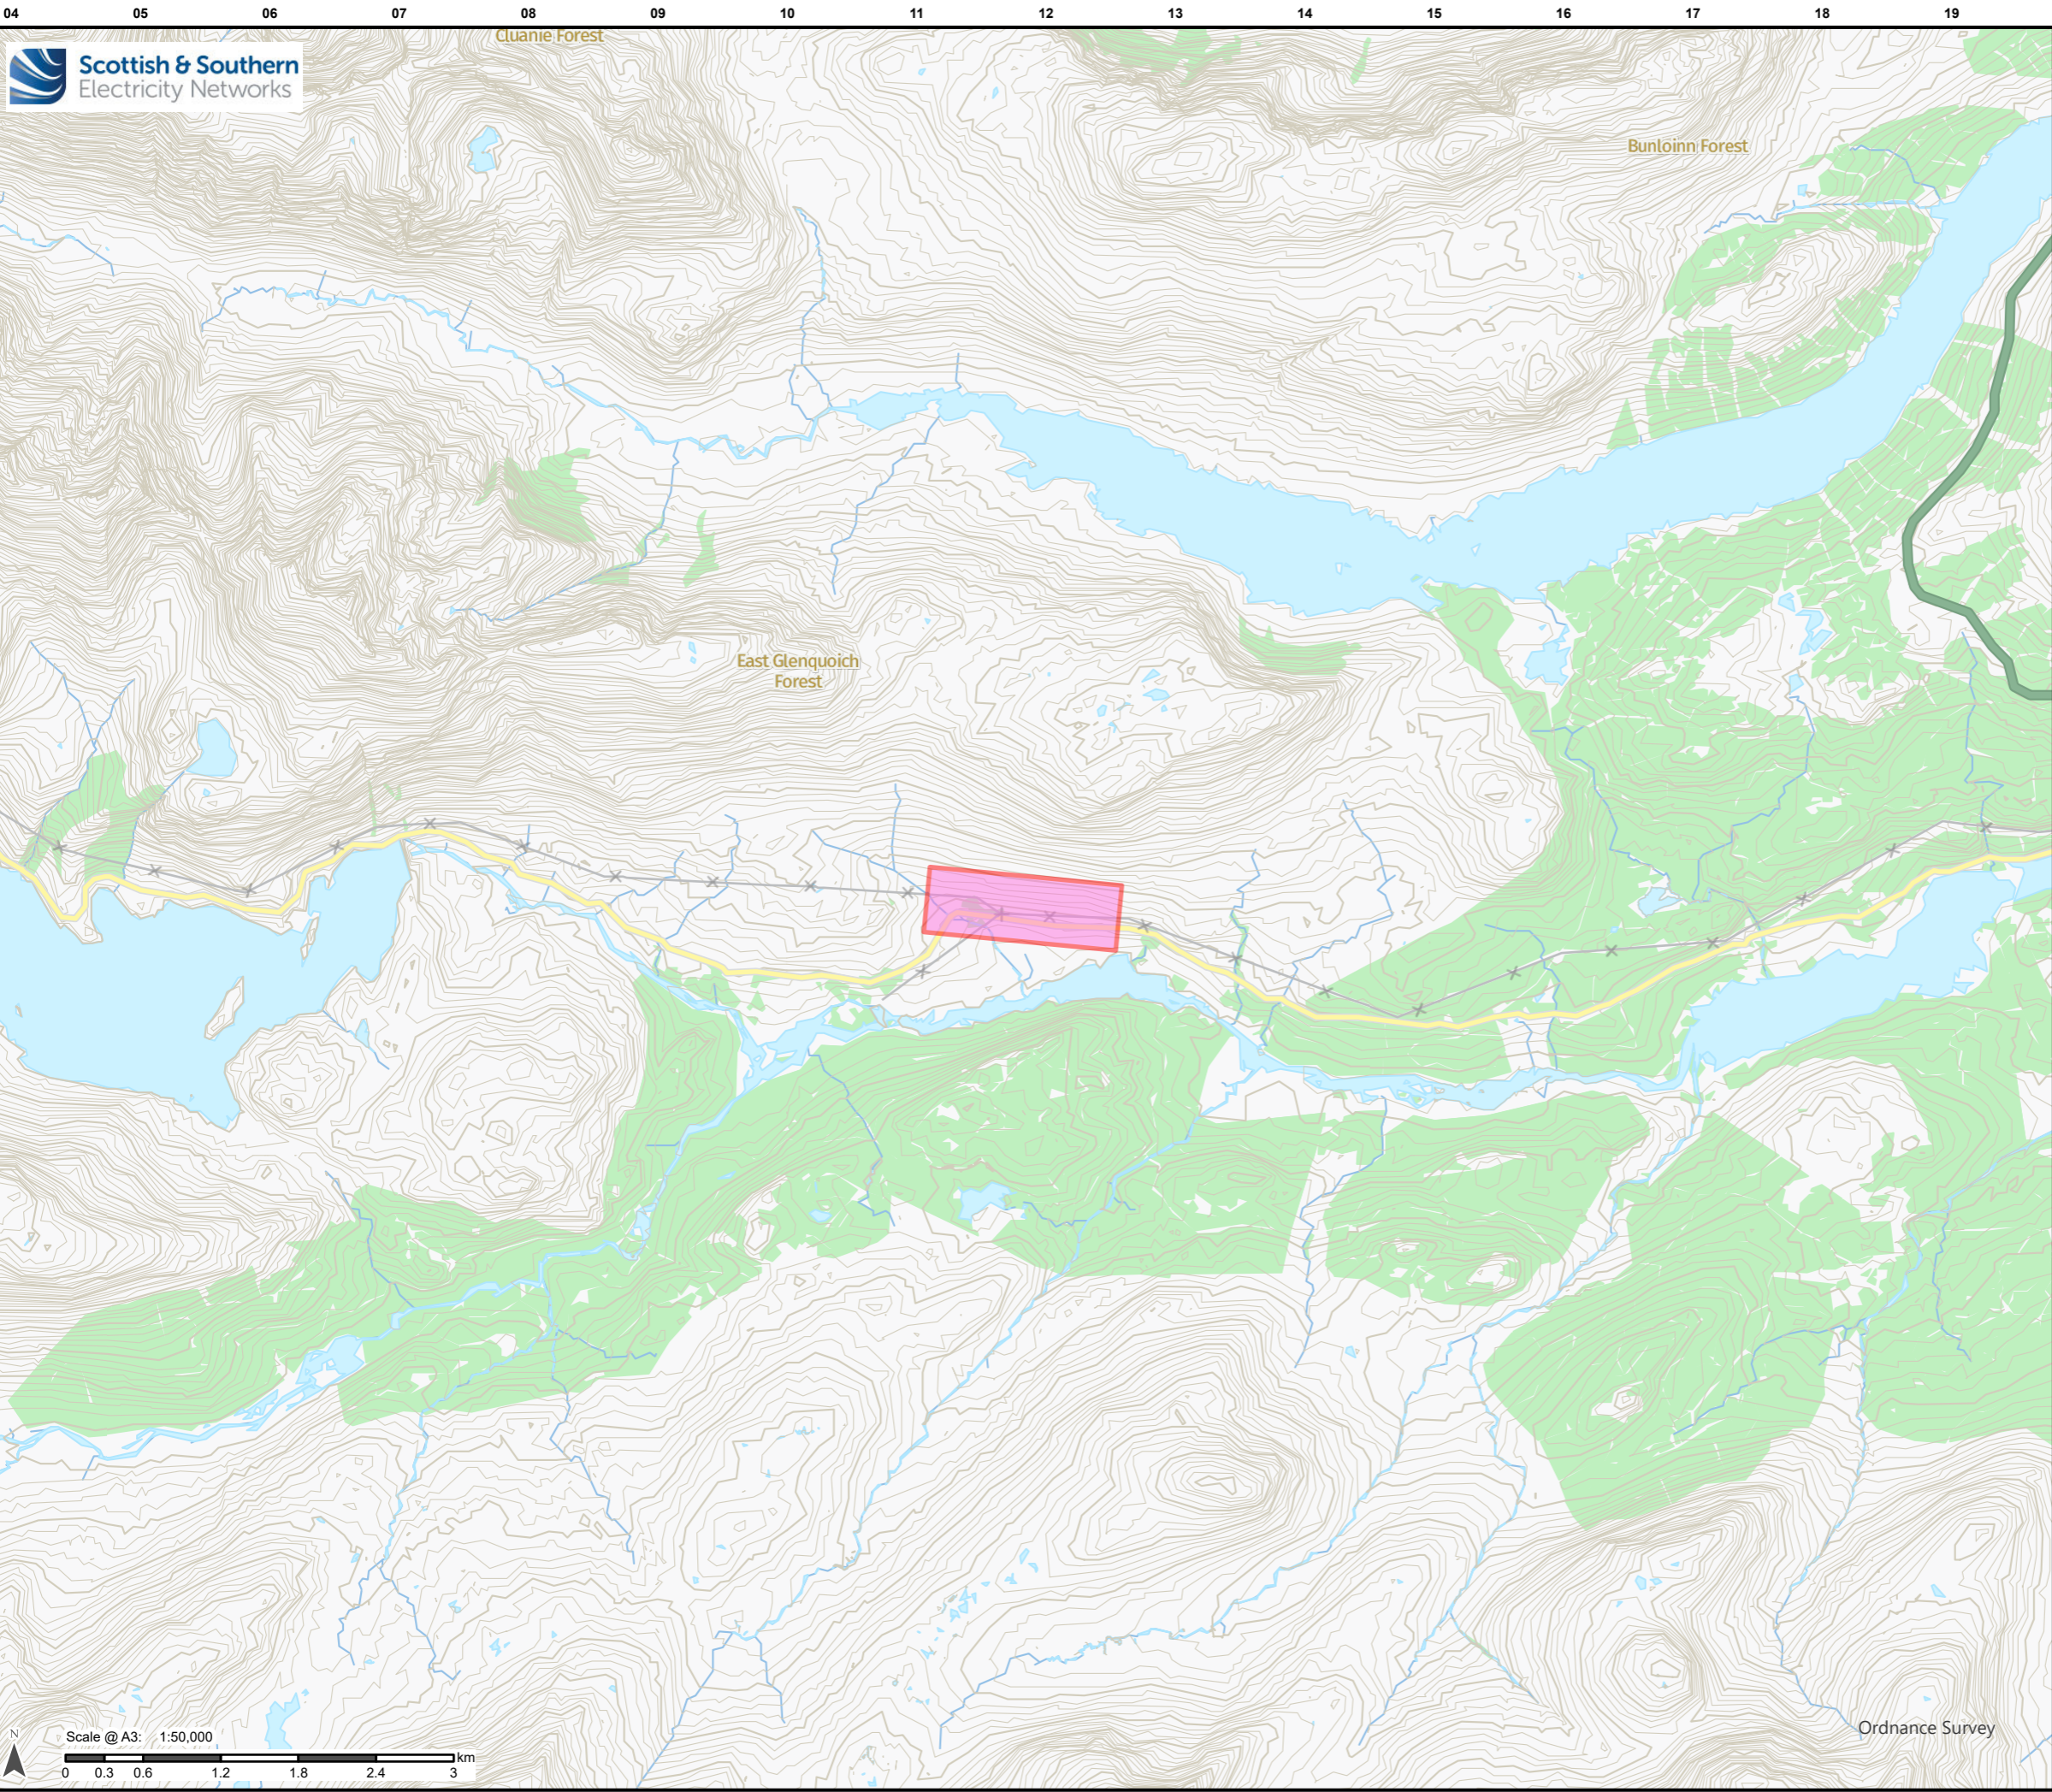 04 05 06 07 08 09 10 11 12 13 14 15 16 17 18 19
Cluanie Forest
Scottish & Southern
Electricity Networks
Bunloinn Forest
East Glenquoich
Forest
Ordnance Survey
N
Scale @ A3: 1:50,000
km
0 0.3 0.6 1.2 1.8 2.4 3